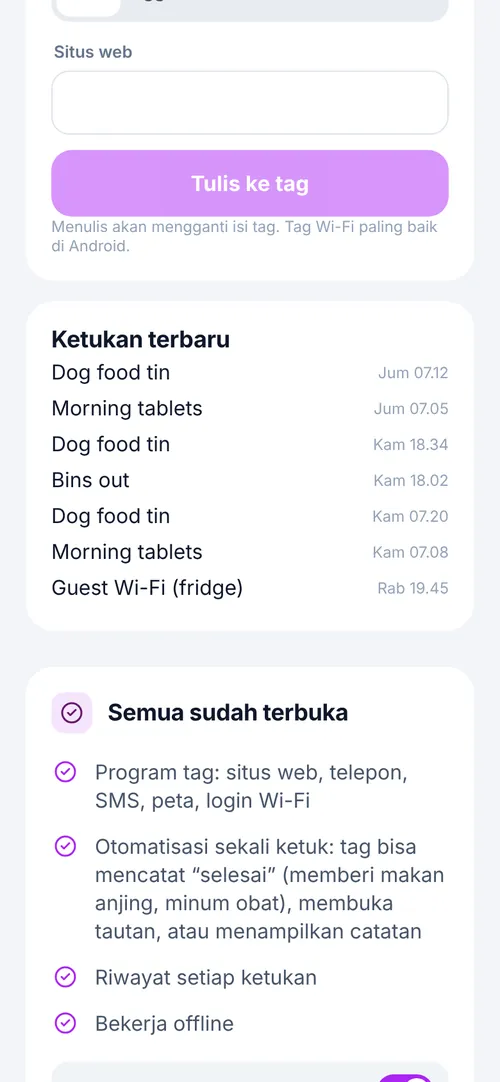 Situs web
Tulis ke tag
Menulis akan mengganti isi tag. Tag Wi-Fi paling baik
di Android.
Ketukan terbaru
Dog food tin Jum 07.12
Morning tablets Jum 07.05
Dog food tin Kam 18.34
Bins out Kam 18.02
Dog food tin Kam 07.20
Morning tablets Kam 07.08
Guest Wi-Fi (fridge) Rab 19.45
Semua sudah terbuka
Program tag: situs web, telepon,
SMS, peta, login Wi-Fi
Otomatisasi sekali ketuk: tag bisa
mencatat “selesai” (memberi makan
anjing, minum obat), membuka
tautan, atau menampilkan catatan
Riwayat setiap ketukan
Bekerja offline